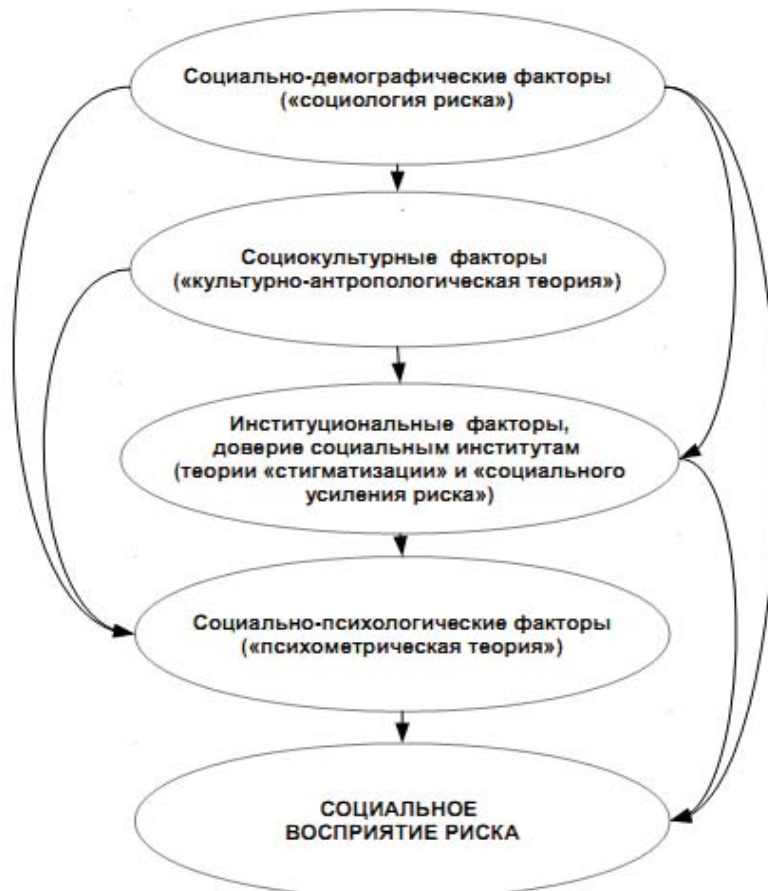 Социально-демографические факторы
(«социология риска»)
Социокультурные факторы
(«культурно-антропологическая теория»)
Институциональные факторы,
доверие социальным институтам
(теории «стигматизации» и «социального
усиления риска»)
Социально-психологические факторы
(«психометрическая теория»)
СОЦИАЛЬНОЕ
ВОСПРИЯТИЕ РИСКА